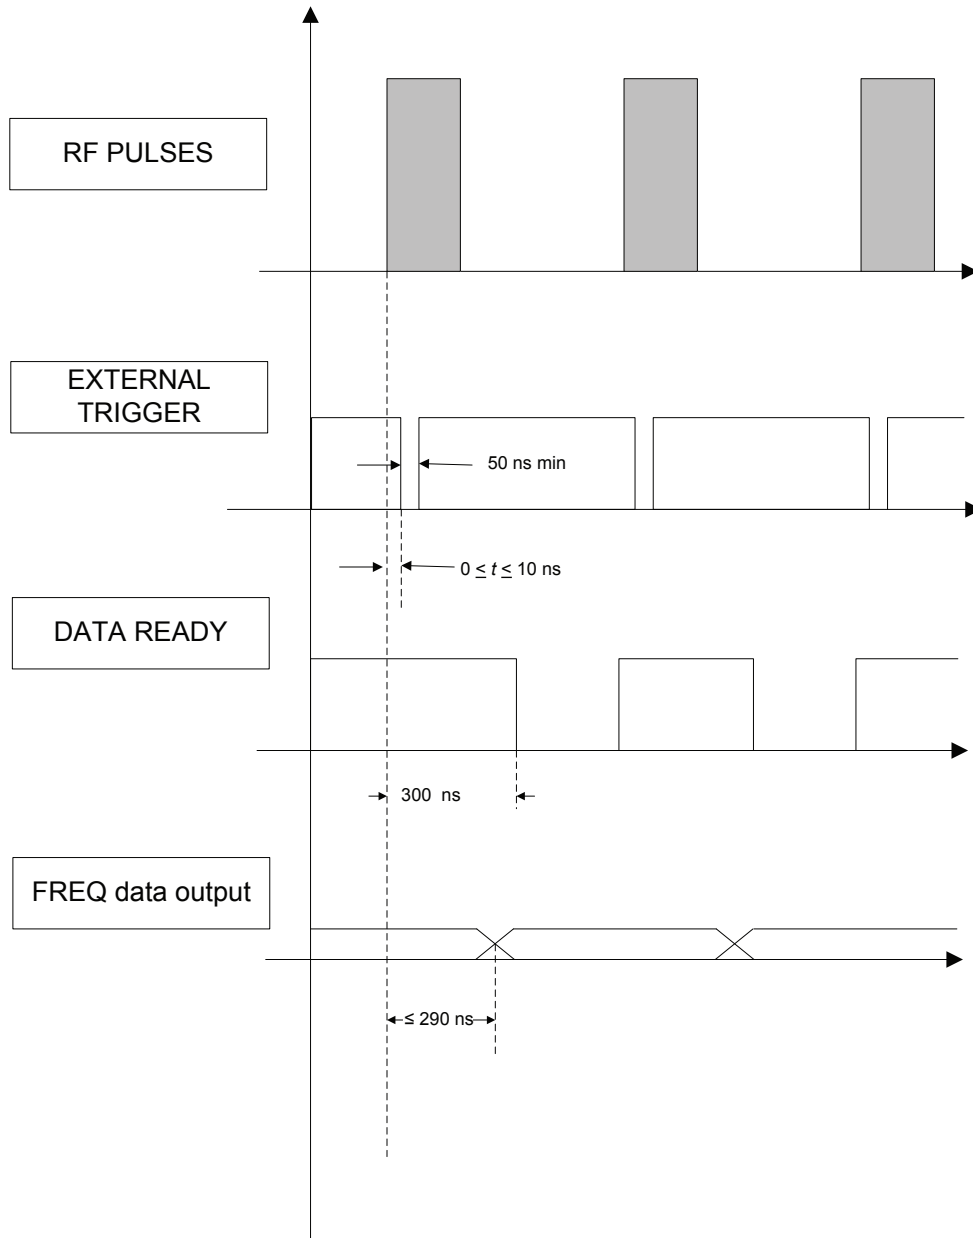 RF PULSES
EXTERNAL
TRIGGER
50 ns min
0 ≤ t ≤ 10 ns
DATA READY
300 ns
FREQ data output
≤ 290 ns